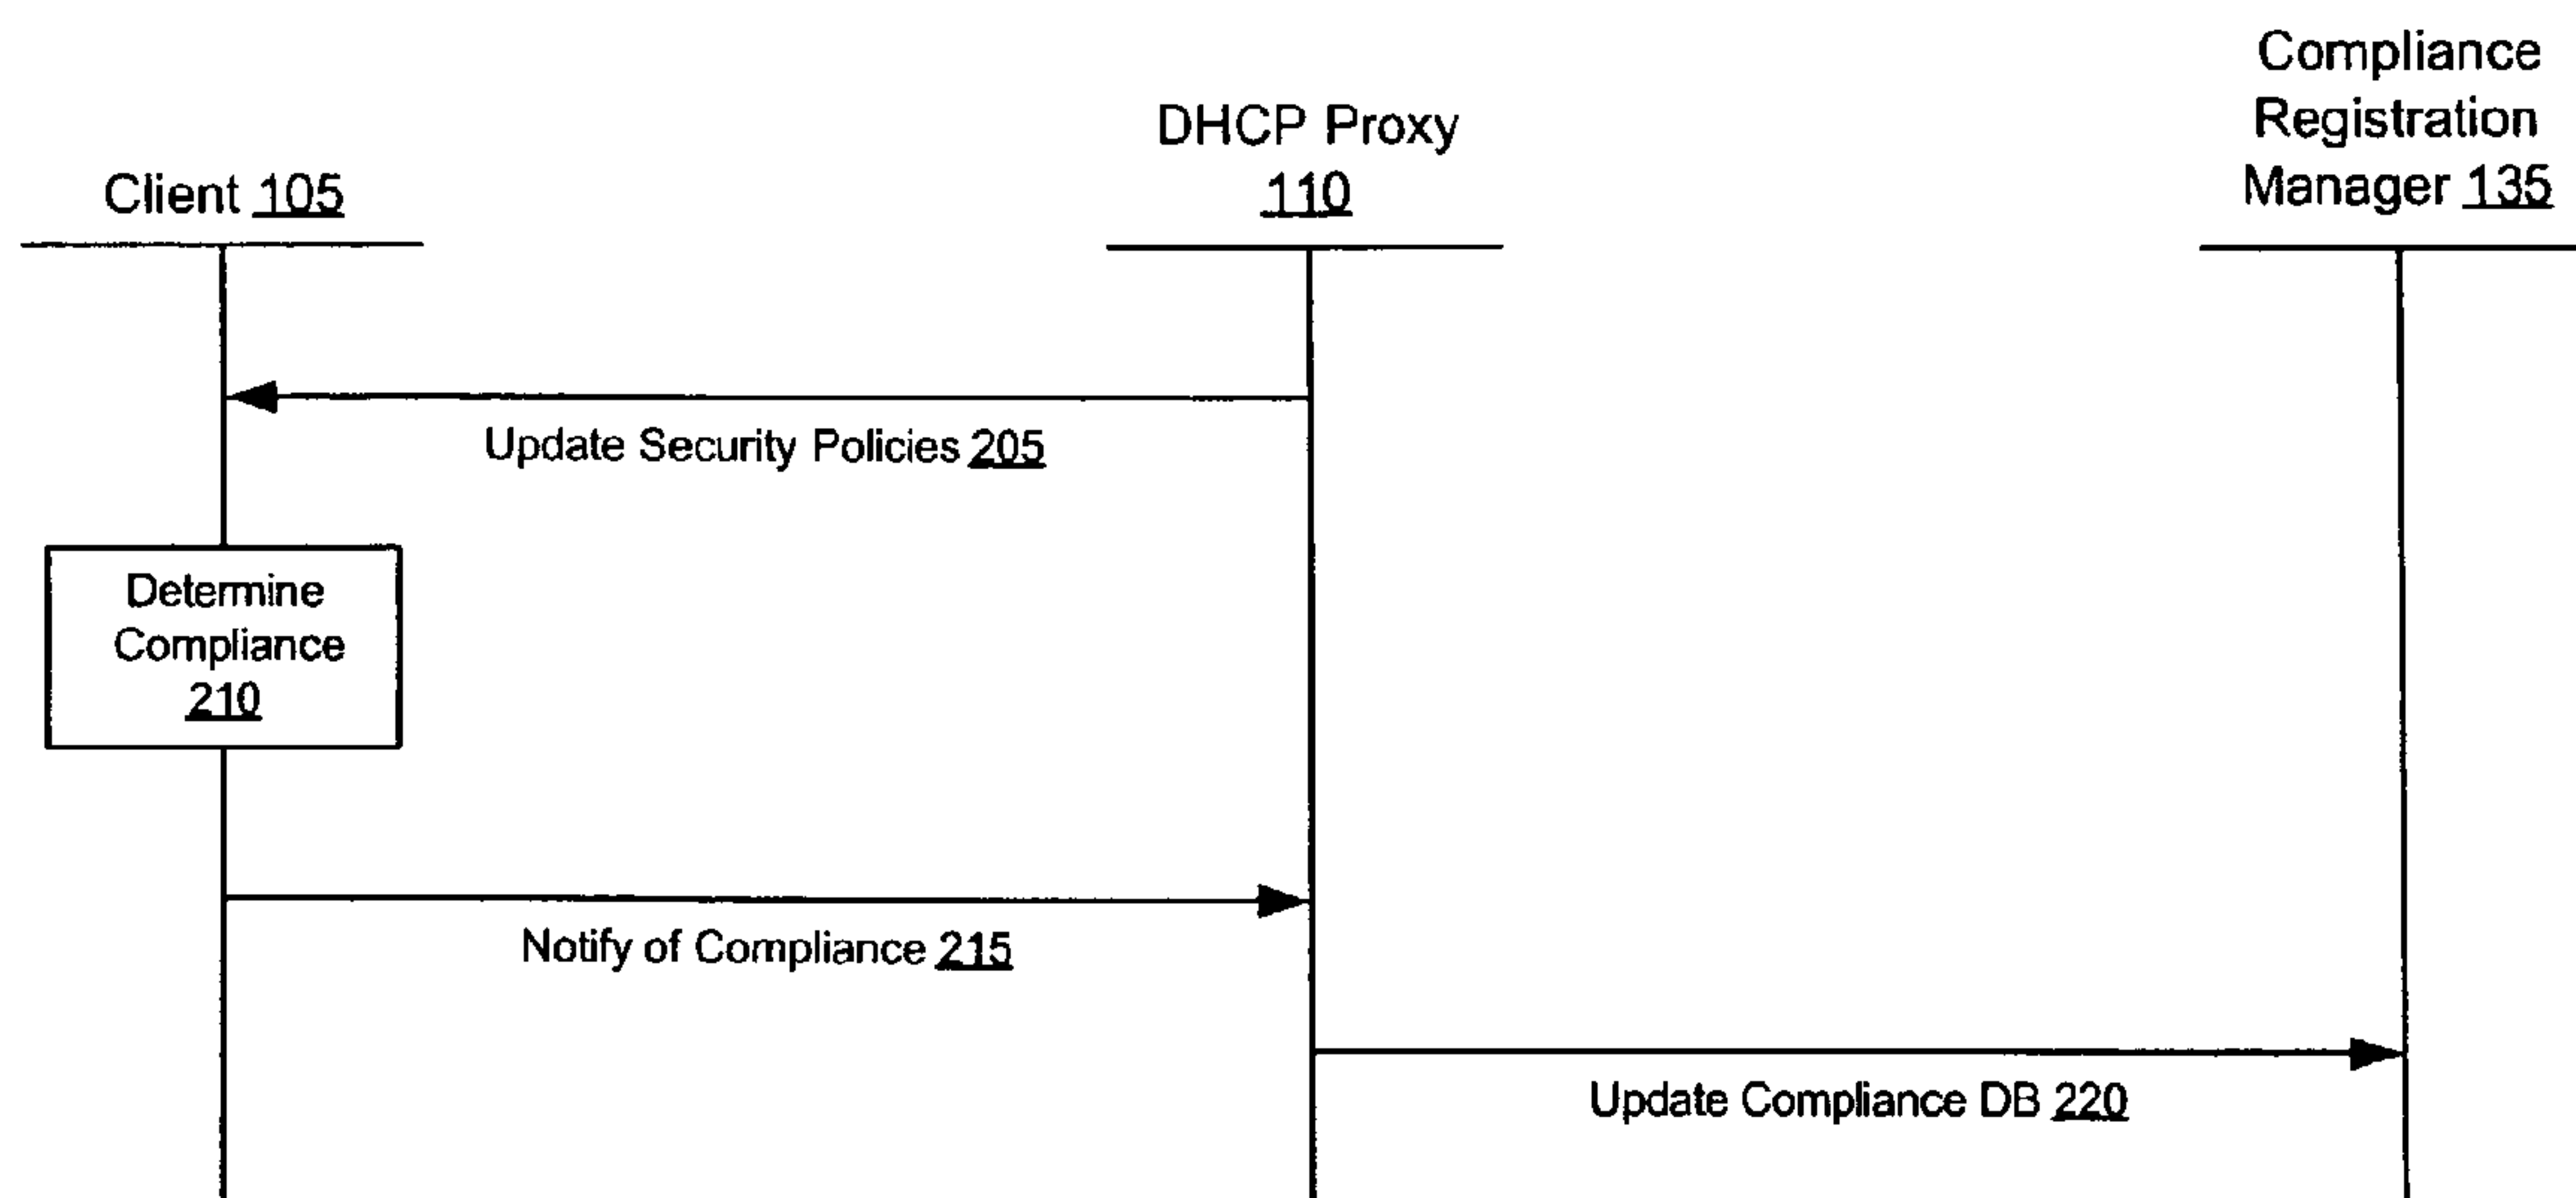 Client 105
DHCP Proxy
110
Compliance
Registration
Manager 135
Update Security Policies 205
Determine
Compliance
210
Notify of Compliance 215
Update Compliance DB 220